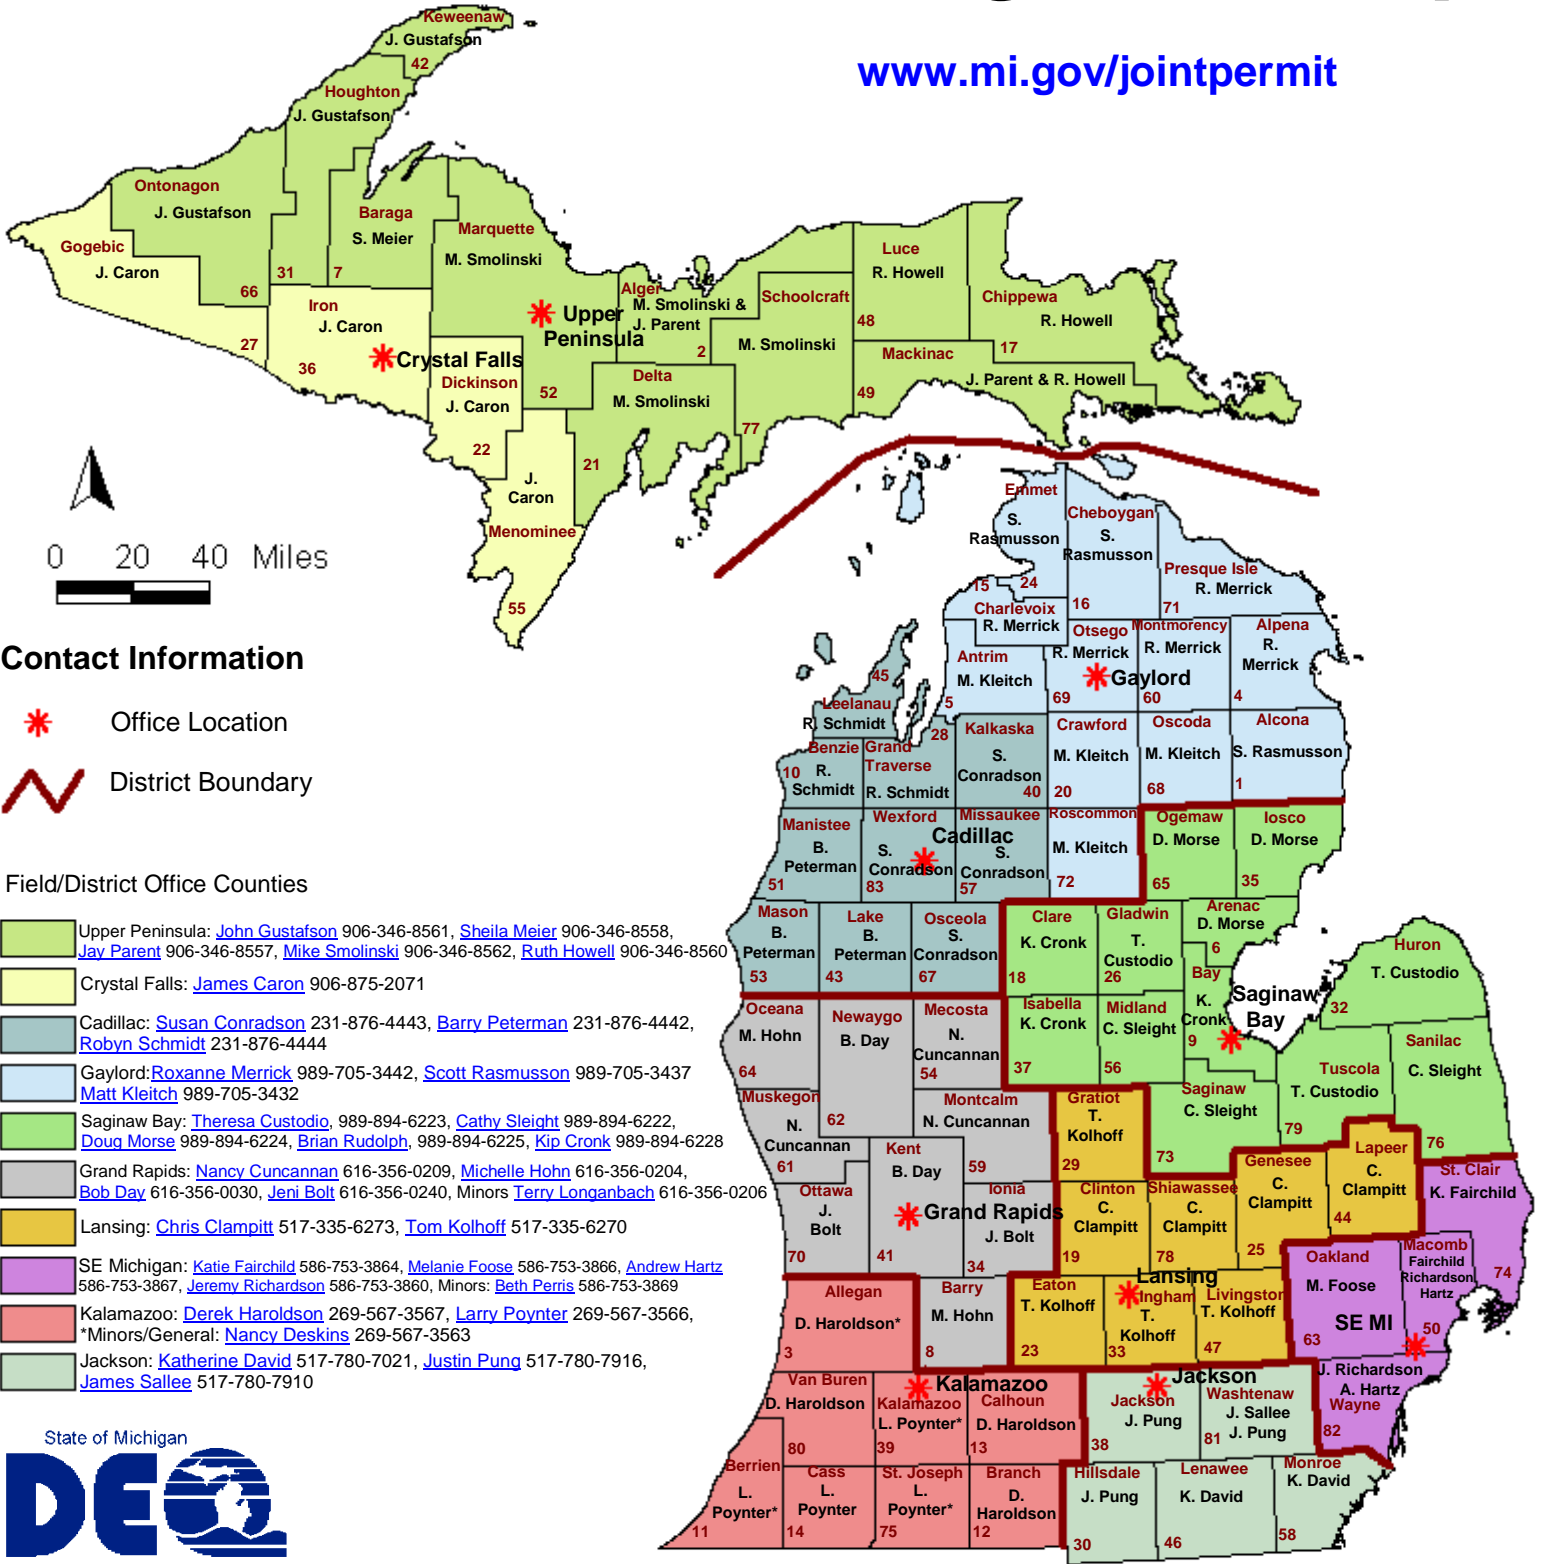 www.mi.gov/jointpermit
Keweenaw
J. Gustafson
42
Houghton
J. Gustafson
31
Ontonagon
J. Gustafson
66
Baraga
S. Meier
7
Gogebic
J. Caron
27
Marquette
M. Smolinski
52
Iron
J. Caron
36
Crystal Falls
Upper
Peninsula
Alger
M. Smolinski &
J. Parent
2
Schoolcraft
M. Smolinski
77
Luce
R. Howell
48
Chippewa
R. Howell
17
Mackinac
J. Parent & R. Howell
49
Dickinson
J. Caron
22
Delta
M. Smolinski
21
J.
Caron
Menominee
55
0 20 40 Miles
Contact Information
Office Location
District Boundary
Field/District Office Counties
Upper Peninsula: John Gustafson 906-346-8561, Sheila Meier 906-346-8558,
Jay Parent 906-346-8557, Mike Smolinski 906-346-8562, Ruth Howell 906-346-8560
Crystal Falls: James Caron 906-875-2071
Cadillac: Susan Conradson 231-876-4443, Barry Peterman 231-876-4442,
Robyn Schmidt 231-876-4444
Gaylord:Roxanne Merrick 989-705-3442, Scott Rasmusson 989-705-3437
Matt Kleitch 989-705-3432
Saginaw Bay: Theresa Custodio, 989-894-6223, Cathy Sleight 989-894-6222,
Doug Morse 989-894-6224, Brian Rudolph, 989-894-6225, Kip Cronk 989-894-6228
Grand Rapids: Nancy Cuncannan 616-356-0209, Michelle Hohn 616-356-0204,
Bob Day 616-356-0030, Jeni Bolt 616-356-0240, Minors Terry Longanbach 616-356-0206
Lansing: Chris Clampitt 517-335-6273, Tom Kolhoff 517-335-6270
SE Michigan: Katie Fairchild 586-753-3864, Melanie Foose 586-753-3866, Andrew Hartz
586-753-3867, Jeremy Richardson 586-753-3860, Minors: Beth Perris 586-753-3869
Kalamazoo: Derek Haroldson 269-567-3567, Larry Poynter 269-567-3566,
*Minors/General: Nancy Deskins 269-567-3563
Jackson: Katherine David 517-780-7021, Justin Pung 517-780-7916,
James Sallee 517-780-7910
State of Michigan
DEQ
Emmet
S.
Rasmusson
24
Cheboygan
S.
Rasmusson
16
Presque Isle
R. Merrick
71
15
Charlevoix
R. Merrick
Antrim
M. Kleitch
5
Otsego
R. Merrick
69
Gaylord
Montmorency
R. Merrick
60
Alpena
R.
Merrick
4
45
Leelanau
R. Schmidt
Benzie
10
R.
Schmidt
28
Grand
Traverse
R. Schmidt
Kalkaska
S.
Conradson
40
Crawford
M. Kleitch
20
Oscoda
M. Kleitch
68
Alcona
S. Rasmusson
1
Manistee
B.
Peterman
51
Wexford
S.
Conradson
83
Cadillac
Missaukee
S.
Conradson
57
Roscommon
M. Kleitch
72
Ogemaw
D. Morse
65
Iosco
D. Morse
35
Mason
B.
Peterman
53
Lake
B.
Peterman
43
Osceola
S.
Conradson
67
Clare
K. Cronk
18
Gladwin
T.
Custodio
26
Arenac
D. Morse
6
Bay
K.
Cronk
9
Saginaw
Bay
Huron
T. Custodio
32
Oceana
M. Hohn
64
Newaygo
B. Day
62
Mecosta
N.
Cuncannan
54
Isabella
K. Cronk
37
Midland
C. Sleight
56
Saginaw
C. Sleight
73
Tuscola
T. Custodio
79
Sanilac
C. Sleight
76
Muskegon
N.
Cuncannan
61
Montcalm
N. Cuncannan
59
Gratiot
T.
Kolhoff
29
Kent
B. Day
41
Grand Rapids
Ottawa
J.
Bolt
70
Ionia
J. Bolt
34
Clinton
C.
Clampitt
19
Shiawassee
C.
Clampitt
78
Genesee
C.
Clampitt
25
Lapeer
C.
Clampitt
44
St. Clair
K. Fairchild
74
Allegan
D. Haroldson*
3
Barry
M. Hohn
8
Eaton
T. Kolhoff
23
Lansing
Ingham
T.
Kolhoff
33
Livingston
T. Kolhoff
47
Oakland
M. Foose
63
SE MI
Macomb
Fairchild
Richardson
Hartz
50
Van Buren
D. Haroldson
80
Kalamazoo
Kalamazoo
L. Poynter*
39
Calhoun
D. Haroldson
13
Jackson
Jackson
J. Pung
38
Washtenaw
J. Sallee
J. Pung
81
J. Richardson
A. Hartz
Wayne
82
Berrien
L.
Poynter*
11
Cass
L.
Poynter
14
St. Joseph
L.
Poynter*
75
Branch
D.
Haroldson
12
Hillsdale
J. Pung
30
Lenawee
K. David
46
Monroe
K. David
58